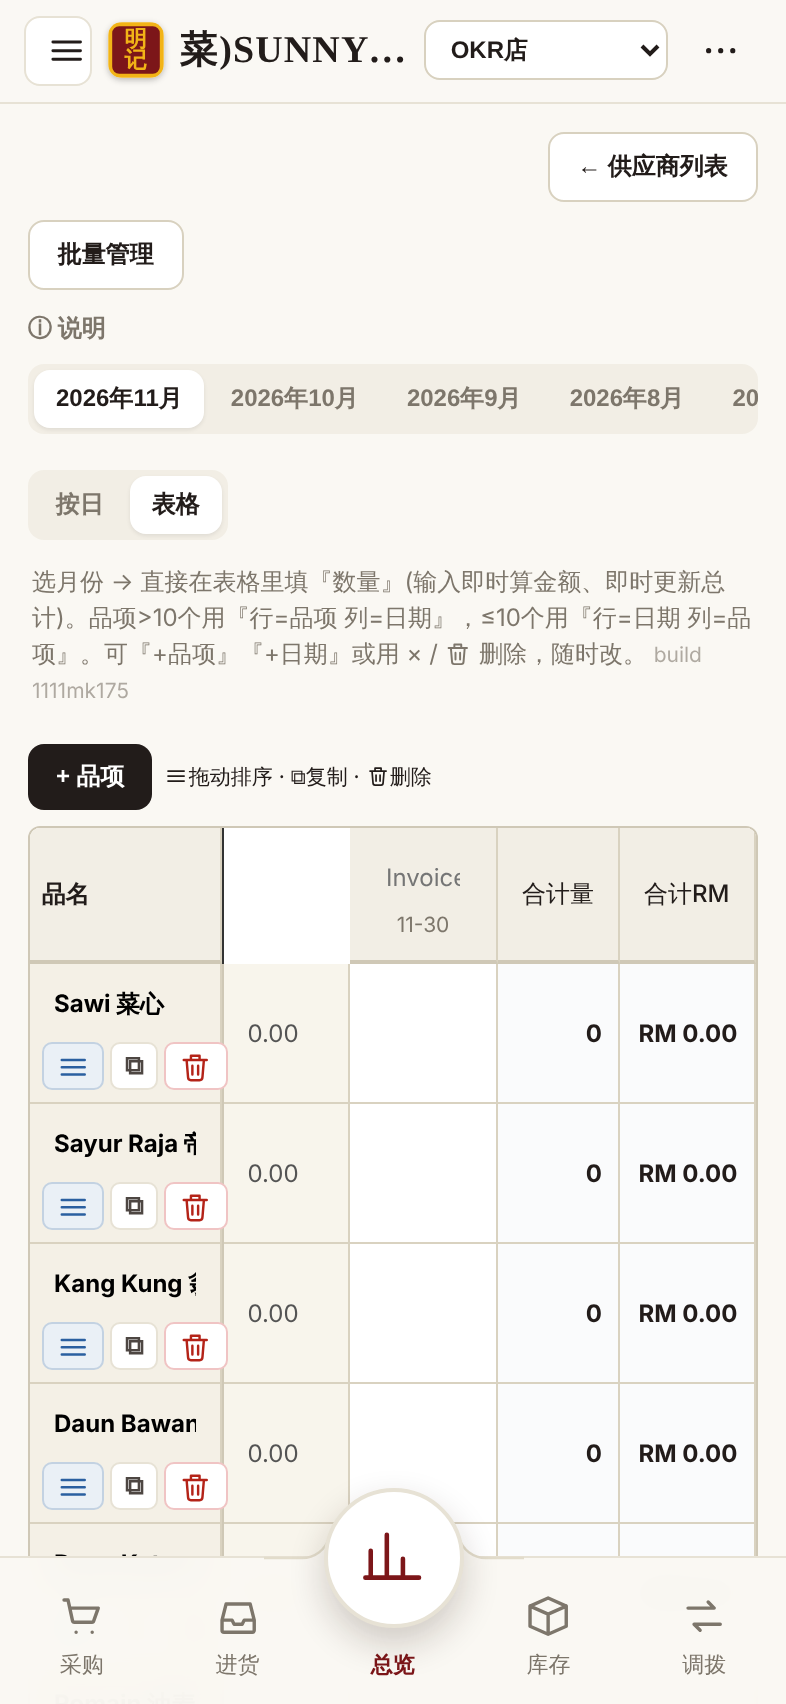 明记
菜)SUNNY...
OKR店
← 供应商列表
批量管理
ⓘ 说明
2026年11月 2026年10月 2026年9月 2026年8月 20
按日 表格
选月份 → 直接在表格里填『数量』(输入即时算金额、即时更新总
计)。品项>10个用『行=品项 列=日期』，≤10个用『行=日期 列=品
项』。可『+品项』『+日期』或用 × / 删除，随时改。 build
1111mk175
+ 品项 拖动排序 · ⧉复制 · 删除
品名 Invoice 11-30 合计量 合计RM
Sawi 菜心
0.00 0 RM 0.00
Sayur Raja
0.00 0 RM 0.00
Kang Kung
0.00 0 RM 0.00
Daun Bawan
0.00 0 RM 0.00
采购 进货 总览 库存 调拨